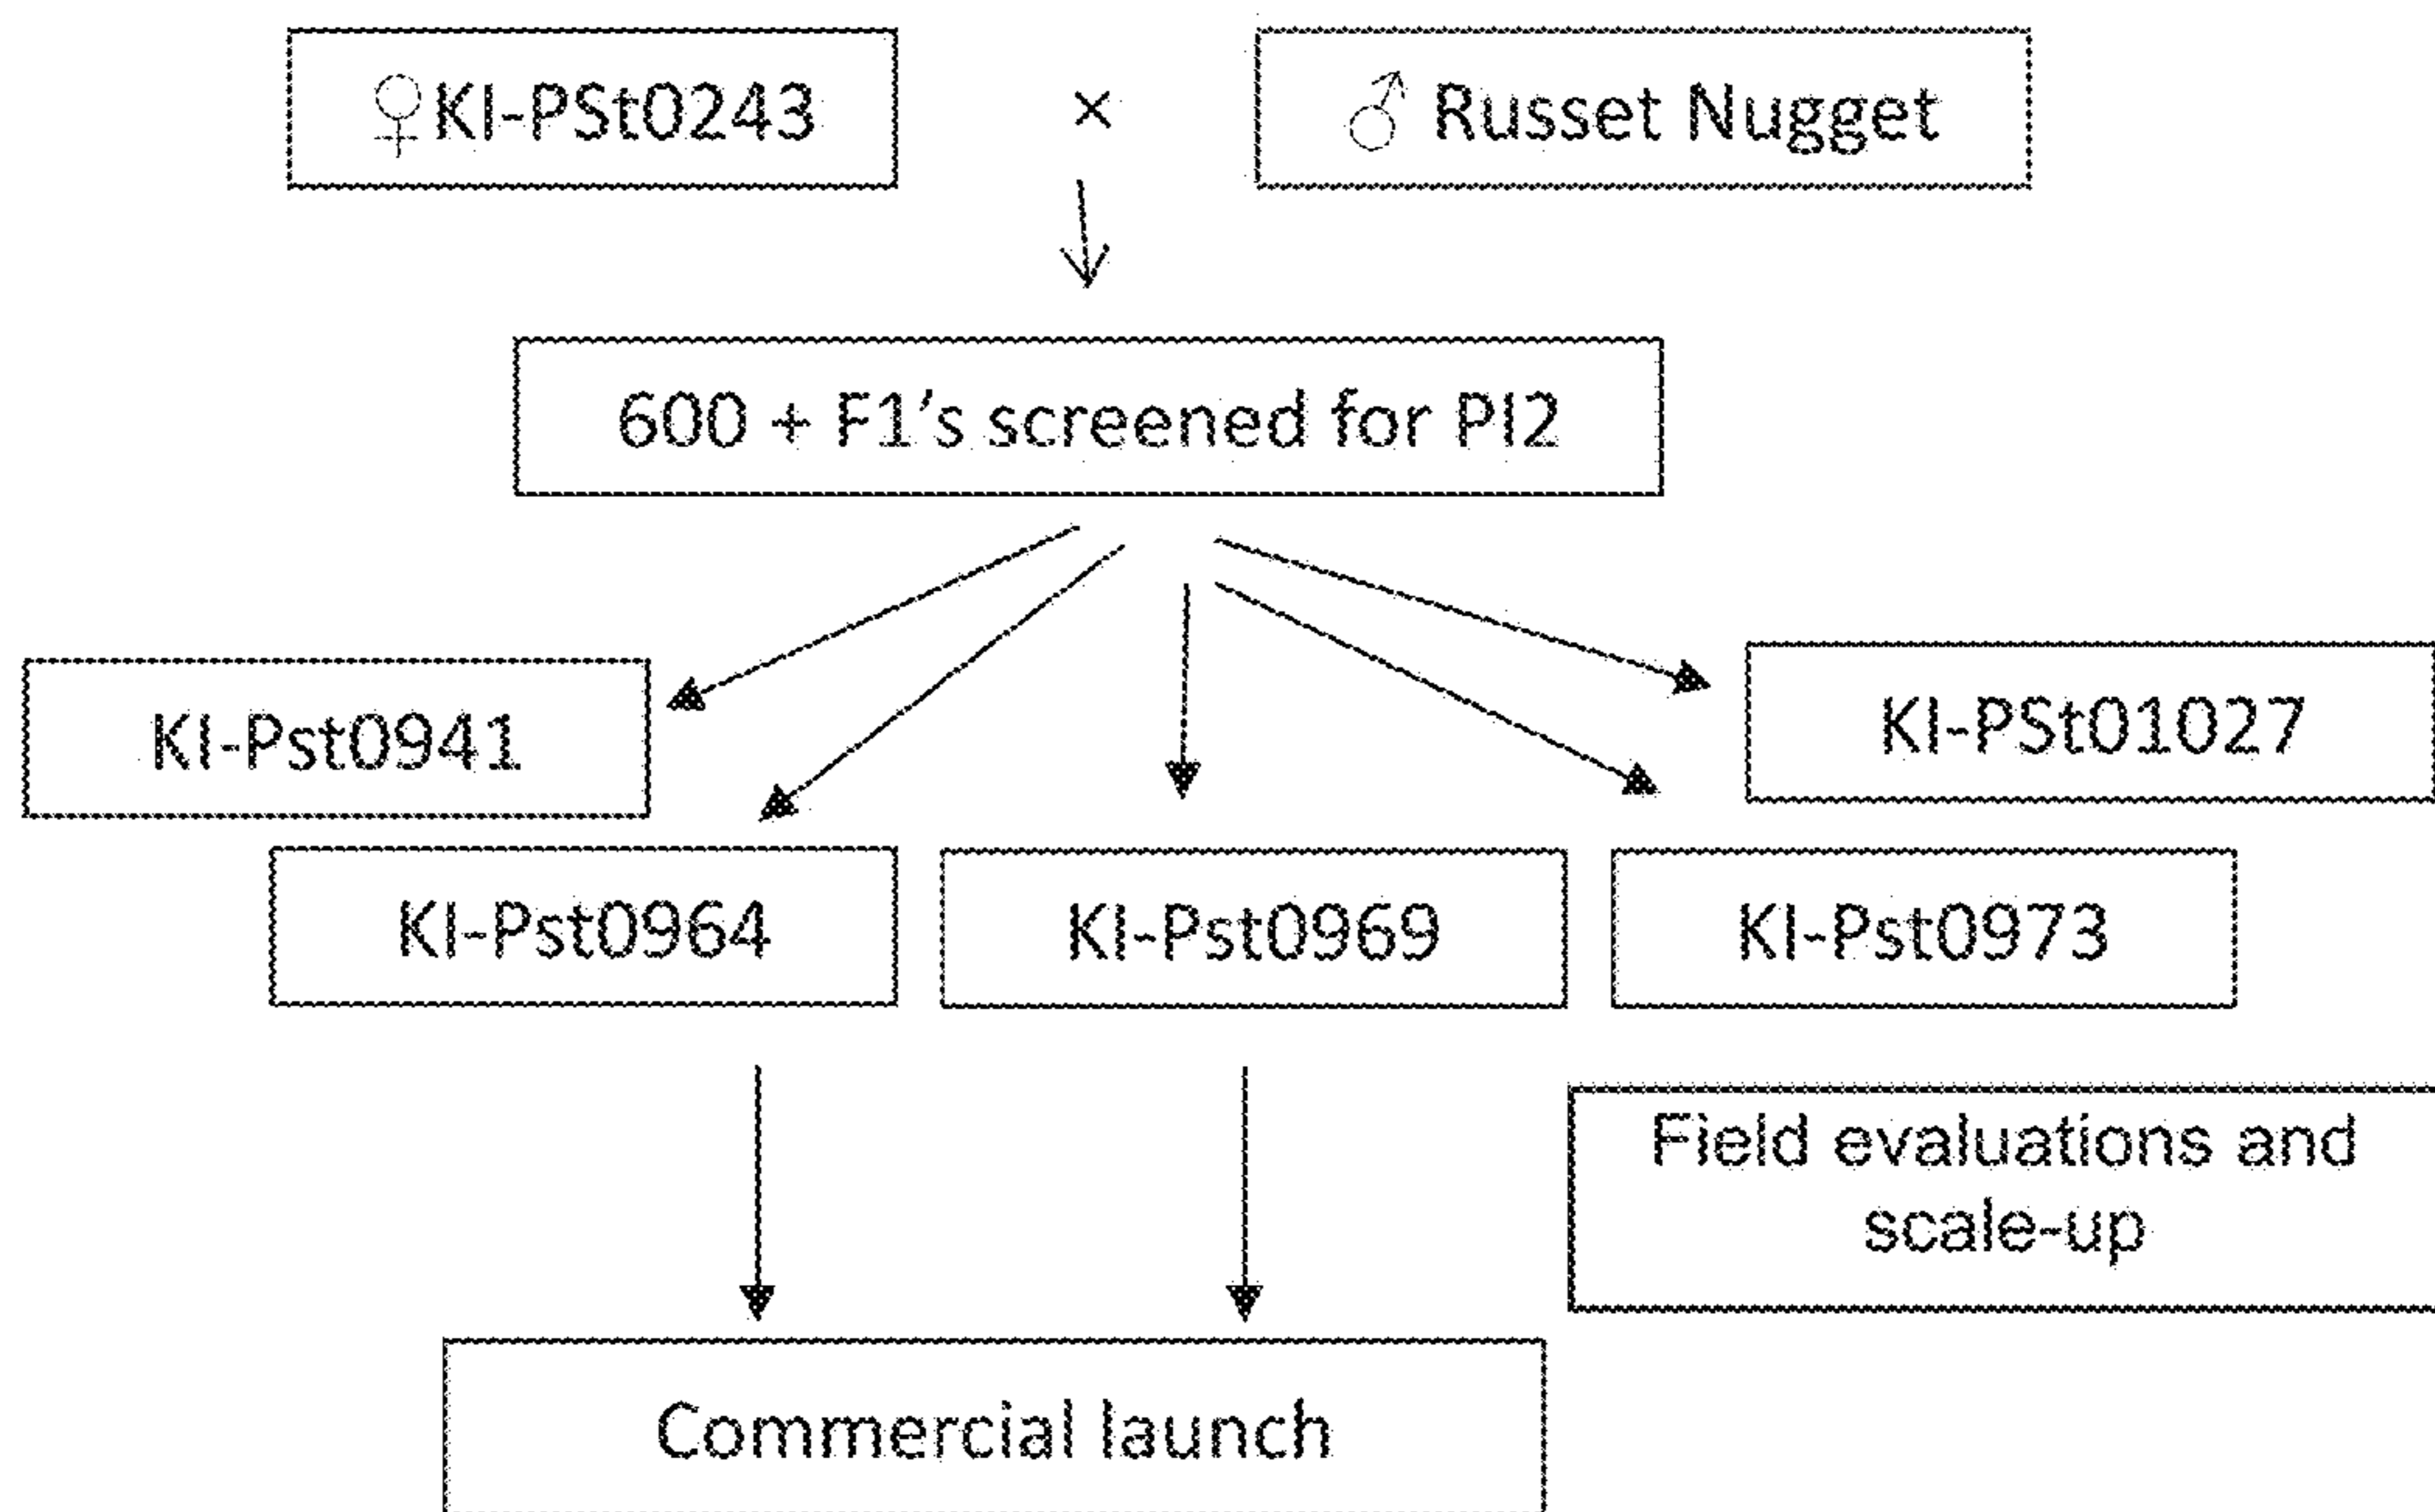 ♀KI-PSt0243
×
♂ Russet Nugget
600 + F1's screened for PI2
KI-Pst0941
KI-PSt01027
KI-Pst0964
KI-Pst0969
KI-Pst0973
Field evaluations and
scale-up
Commercial launch